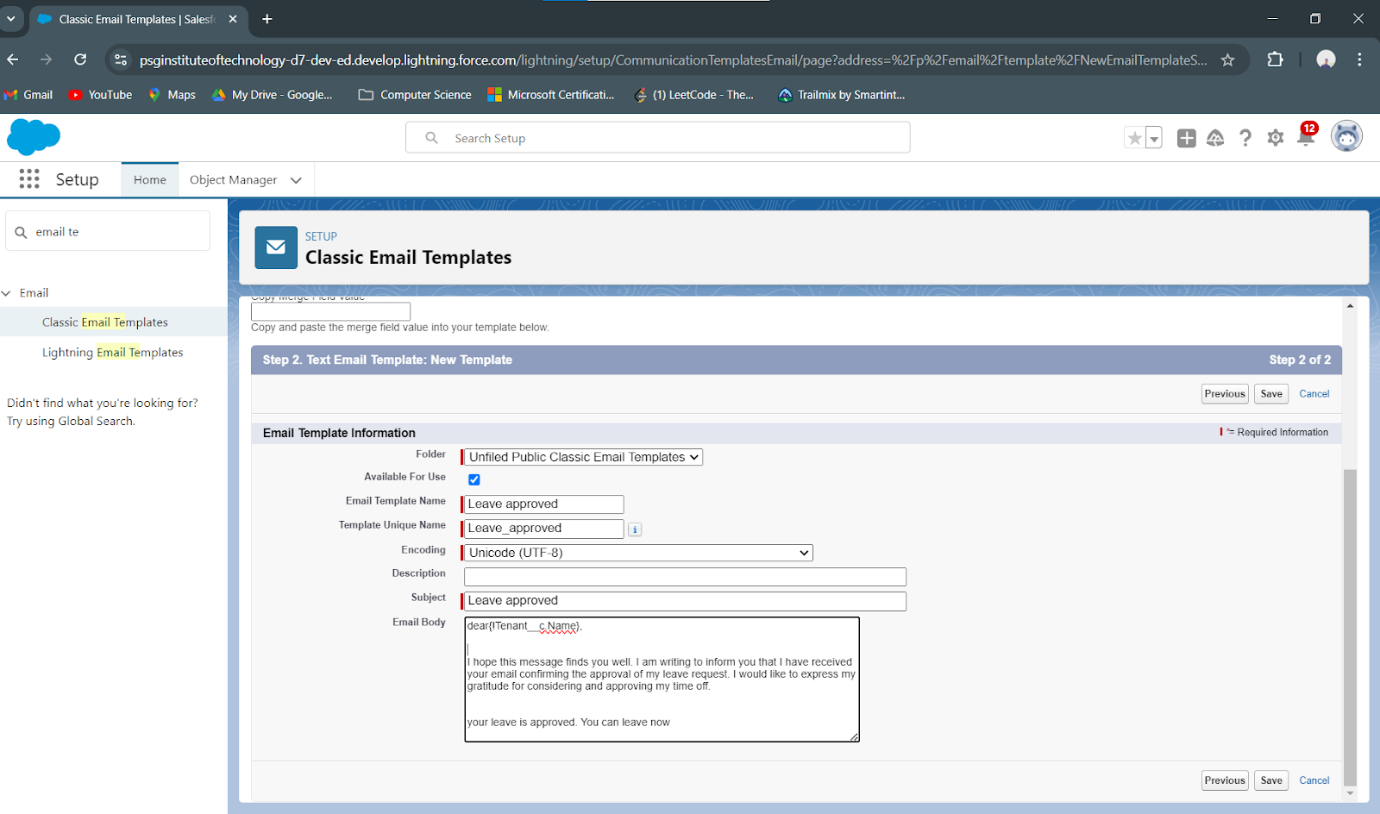 Classic Email Templates | Salesf
psginstituteoftechnology-d7-dev-ed.develop.lightning.force.com/lightning/setup/CommunicationTemplatesEmail/page?address=%2Fp%2Femail%2Ftemplate%2FNewEmailTemplateS...
Gmail YouTube Maps My Drive - Google... Computer Science Microsoft Certificati... (1) LeetCode - The... Trailmix by Smartint...
Search Setup
12
Setup Home Object Manager
email te
SETUP
Classic Email Templates
Email
Classic Email Templates
Lightning Email Templates
Didn't find what you're looking for?
Try using Global Search.
Copy Merge Field Value
Copy and paste the merge field value into your template below.
Step 2. Text Email Template: New Template Step 2 of 2
Previous Save Cancel
Email Template Information = Required Information
Folder Unfiled Public Classic Email Templates
Available For Use
Email Template Name Leave approved
Template Unique Name Leave_approved i
Encoding Unicode (UTF-8)
Description
Subject Leave approved
Email Body dear{!Tenant__c.Name},
I hope this message finds you well. I am writing to inform you that I have received
your email confirming the approval of my leave request. I would like to express my
gratitude for considering and approving my time off.
your leave is approved. You can leave now
Previous Save Cancel